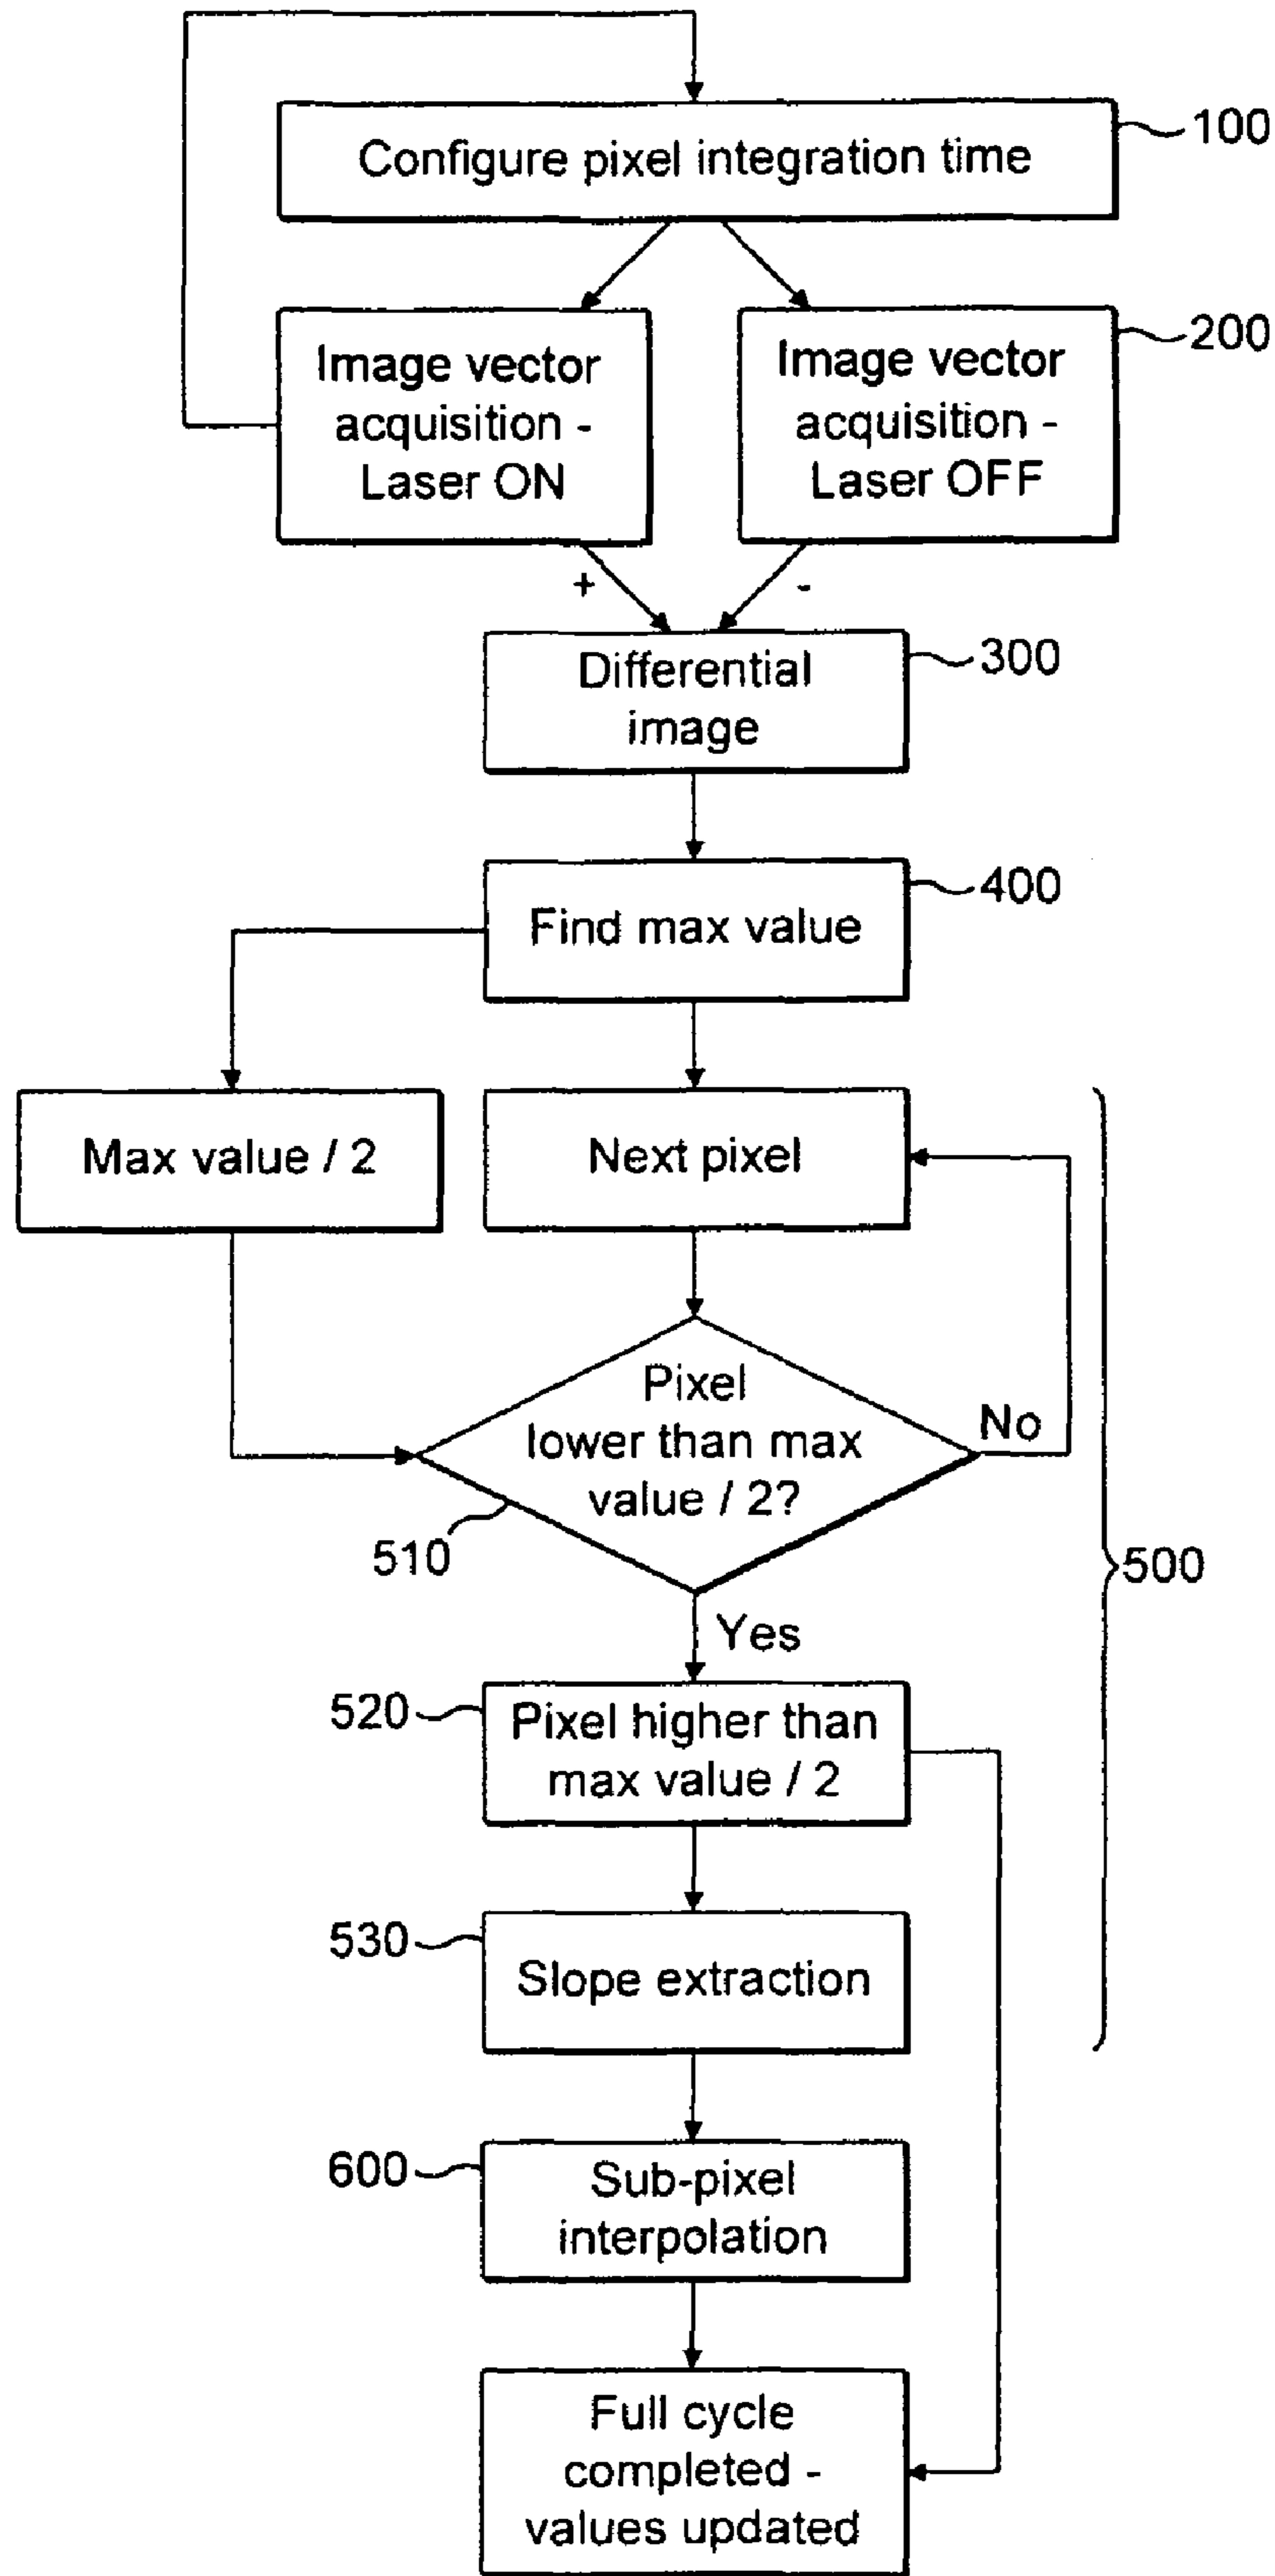 Configure pixel integration time
100
Image vector
acquisition -
Laser ON
Image vector
acquisition -
Laser OFF
200
+
-
Differential
image
300
Find max value
400
Max value / 2
Next pixel
Pixel
lower than max
value / 2?
No
510
500
Yes
520
Pixel higher than
max value / 2
530
Slope extraction
600
Sub-pixel
interpolation
Full cycle
completed -
values updated